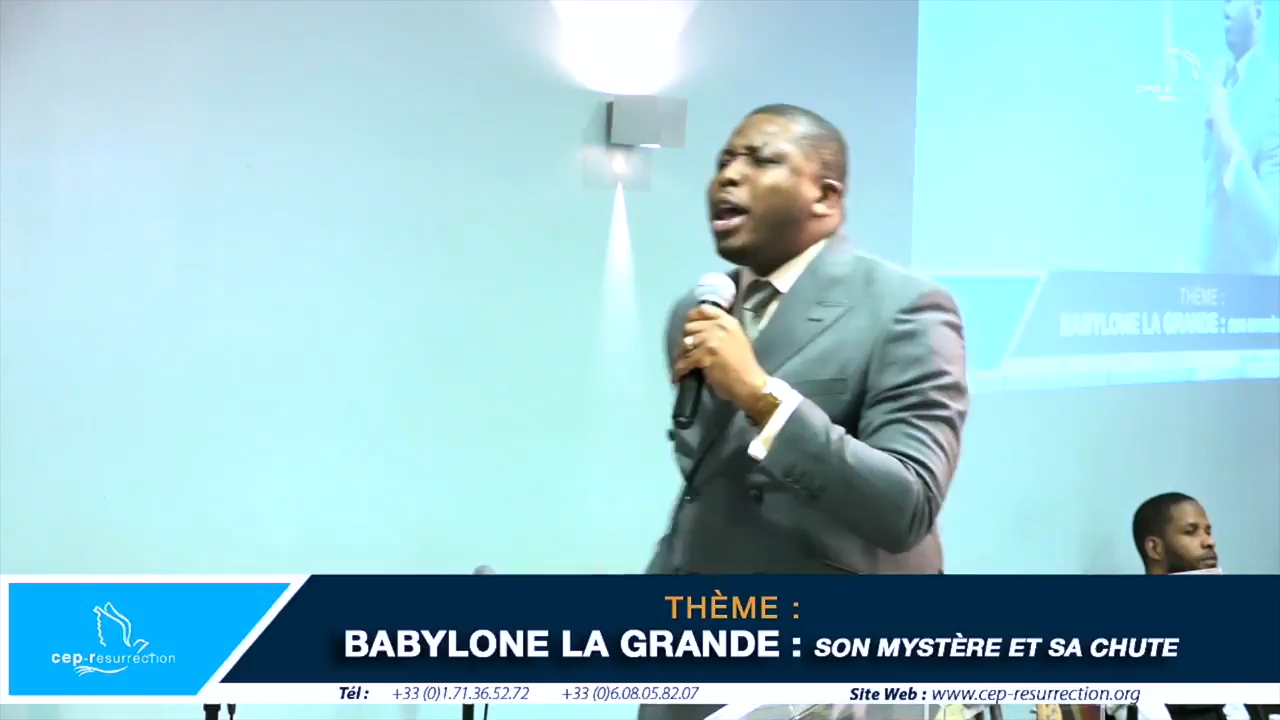 THÈME :
BABYLONE LA GRANDE :
THÈME :
BABYLONE LA GRANDE : SON MYSTÈRE ET SA CHUTE
cep-resurrection
Tél : +33 (0)1.71.36.52.72 +33 (0)6.08.05.82.07 Site Web : www.cep-resurrection.org